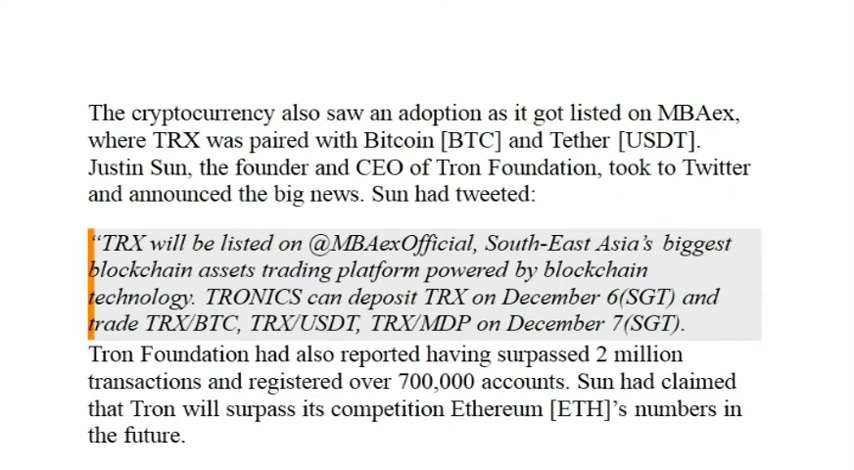 The cryptocurrency also saw an adoption as it got listed on MBAex,
where TRX was paired with Bitcoin [BTC] and Tether [USDT].
Justin Sun, the founder and CEO of Tron Foundation, took to Twitter
and announced the big news. Sun had tweeted:
“TRX will be listed on @MBAexOfficial, South-East Asia’s biggest
blockchain assets trading platform powered by blockchain
technology. TRONICS can deposit TRX on December 6(SGT) and
trade TRX/BTC, TRX/USDT, TRX/MDP on December 7(SGT).
Tron Foundation had also reported having surpassed 2 million
transactions and registered over 700,000 accounts. Sun had claimed
that Tron will surpass its competition Ethereum [ETH]’s numbers in
the future.